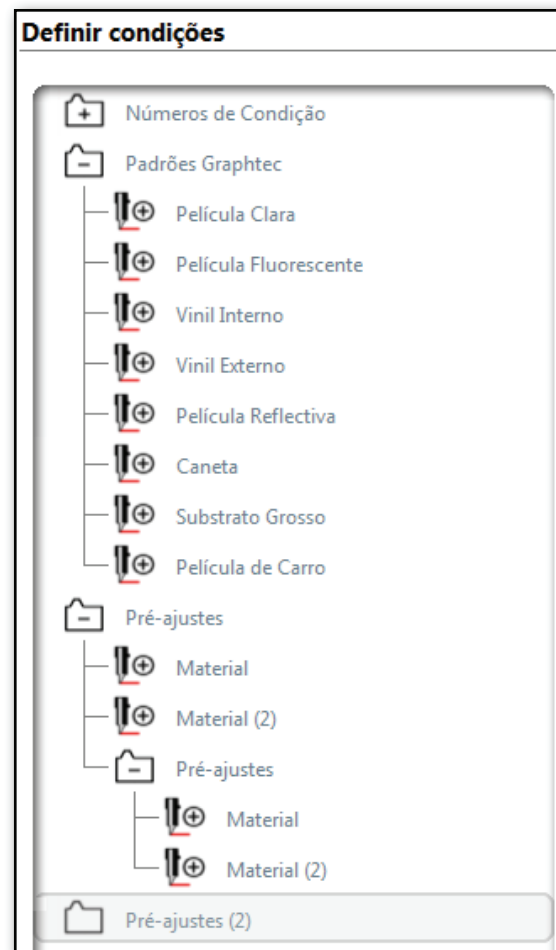 Definir condições
Números de Condição
Padrões Graphtec
Película Clara
Película Fluorescente
Vinil Interno
Vinil Externo
Película Reflectiva
Caneta
Substrato Grosso
Película de Carro
Pré-ajustes
Material
Material (2)
Pré-ajustes
Material
Material (2)
Pré-ajustes (2)